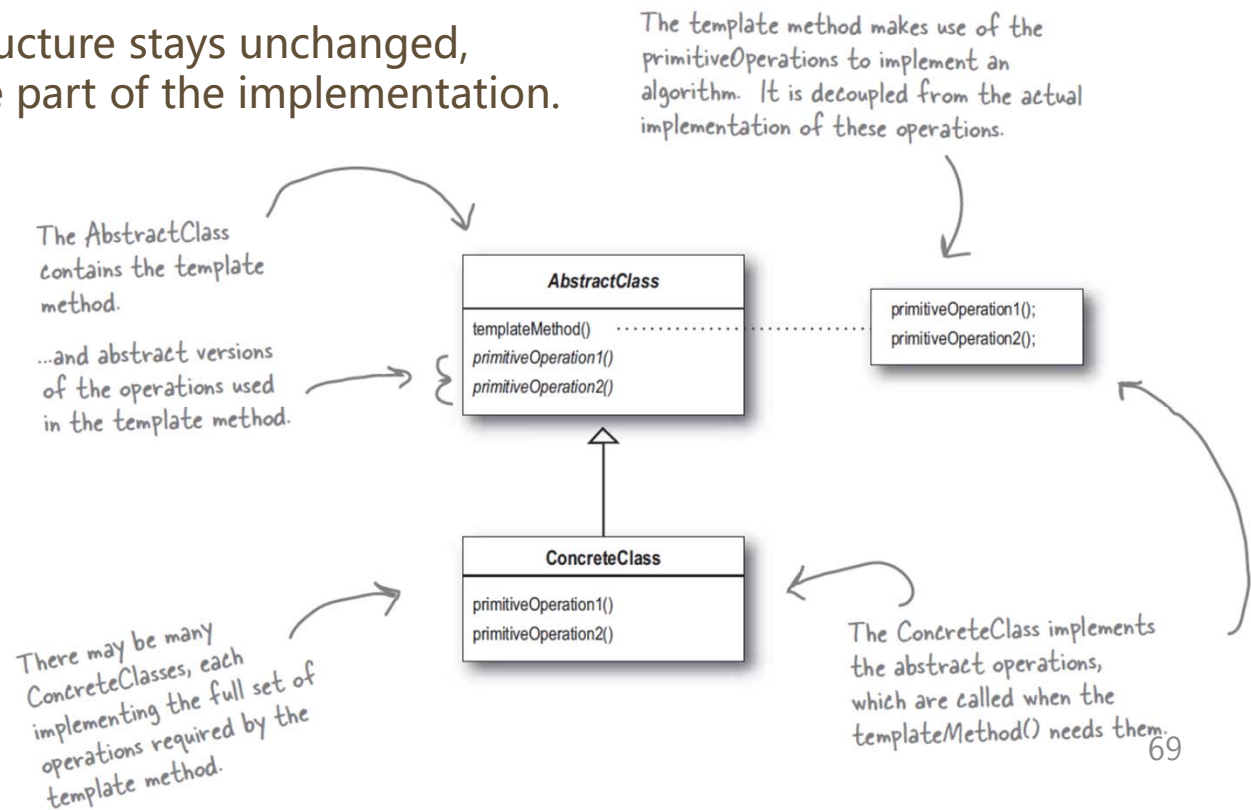 ucture stays unchanged,
part of the implementation.
The template method makes use of the
primitiveOperations to implement an
algorithm. It is decoupled from the actual
implementation of these operations.
The AbstractClass
contains the template
method.
...and abstract versions
of the operations used
in the template method.
AbstractClass
templateMethod()
primitiveOperation1()
primitiveOperation2()
primitiveOperation1();
primitiveOperation2();
ConcreteClass
primitiveOperation1()
primitiveOperation2()
There may be many
ConcreteClasses, each
implementing the full set of
operations required by the
template method.
The ConcreteClass implements
the abstract operations,
which are called when the
templateMethod() needs them.
69